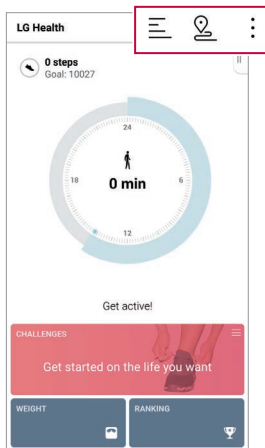 LG Health
0 steps
Goal: 10027
24
18
6
0 min
12
Get active!
CHALLENGES
Get started on the life you want
WEIGHT
RANKING